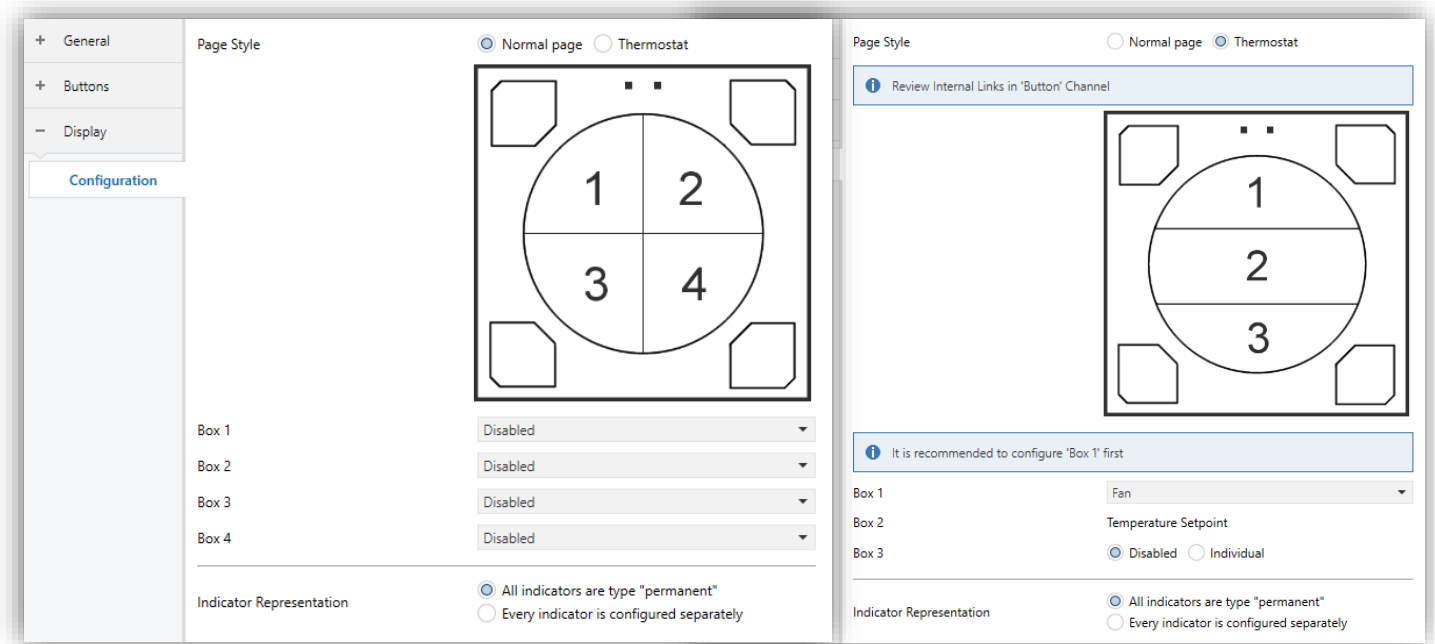 + General
+ Buttons
− Display
Configuration
Page Style
Normal page
Thermostat
1
2
3
4
Box 1
Disabled
Box 2
Disabled
Box 3
Disabled
Box 4
Disabled
Indicator Representation
All indicators are type "permanent"
Every indicator is configured separately
Page Style
Normal page
Thermostat
Review Internal Links in 'Button' Channel
1
2
3
It is recommended to configure 'Box 1' first
Box 1
Fan
Box 2
Temperature Setpoint
Box 3
Disabled
Individual
Indicator Representation
All indicators are type "permanent"
Every indicator is configured separately